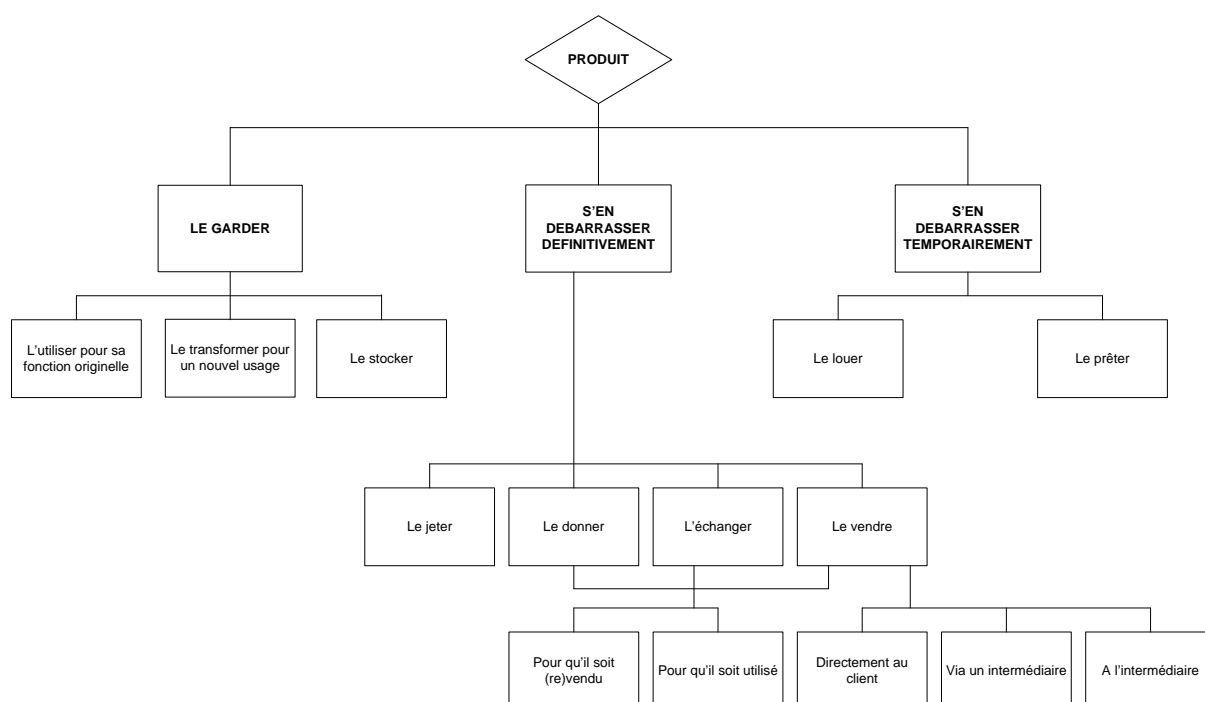 PRODUIT
LE GARDER
S'EN
DEBARRASSER
DEFINITIVEMENT
S'EN
DEBARRASSER
TEMPORAIREMENT
L'utiliser pour sa
fonction originelle
Le transformer pour
un nouvel usage
Le stocker
Le louer
Le prêter
Le jeter
Le donner
L'échanger
Le vendre
Pour qu'il soit
(re)vendu
Pour qu'il soit utilisé
Directement au
client
Via un intermédiaire
A l'intermédiaire